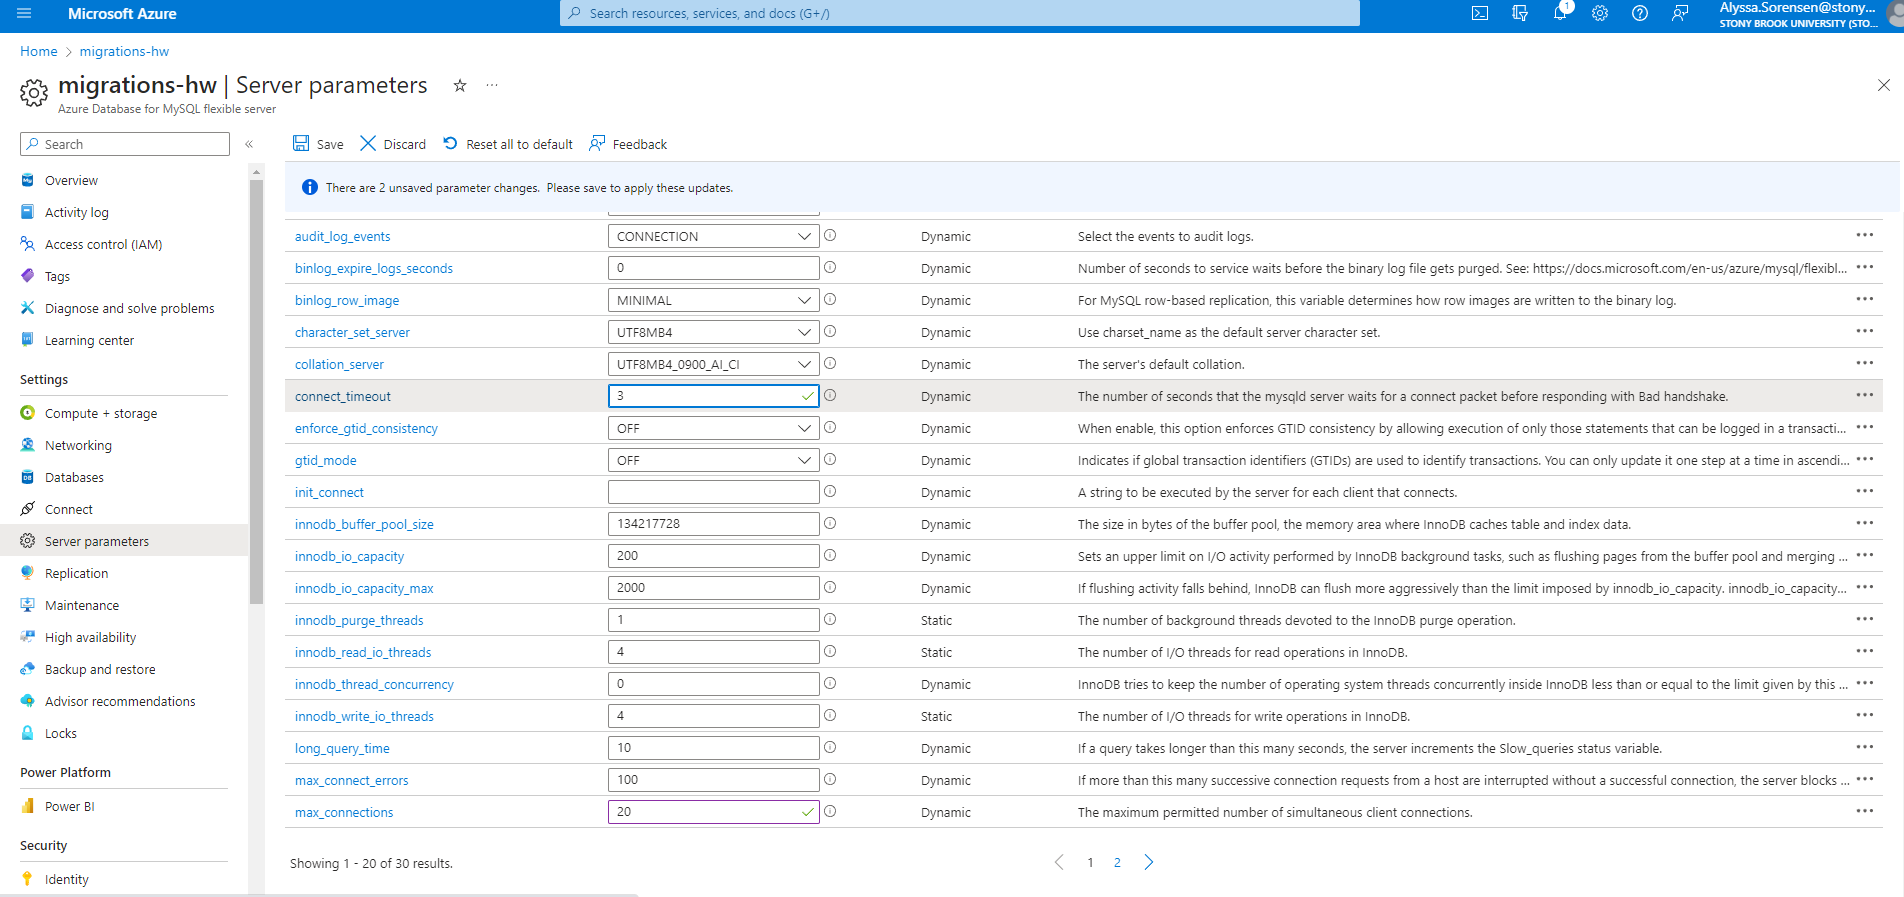 Microsoft Azure
Search resources, services, and docs (G+/)
1
Alyssa.Sorensen@stony...
STONY BROOK UNIVERSITY (STO...
Home > migrations-hw
migrations-hw | Server parameters ...
Azure Database for MySQL flexible server
Search
Overview
Activity log
Access control (IAM)
Tags
Diagnose and solve problems
Learning center
Settings
Compute + storage
Networking
Databases
Connect
Server parameters
Replication
Maintenance
High availability
Backup and restore
Advisor recommendations
Locks
Power Platform
Power BI
Security
Identity
Save Discard Reset all to default Feedback
There are 2 unsaved parameter changes. Please save to apply these updates.
audit_log_events CONNECTION Dynamic Select the events to audit logs.
binlog_expire_logs_seconds 0 Dynamic Number of seconds to service waits before the binary log file gets purged. See: https://docs.microsoft.com/en-us/azure/mysql/flexibl...
binlog_row_image MINIMAL Dynamic For MySQL row-based replication, this variable determines how row images are written to the binary log.
character_set_server UTF8MB4 Dynamic Use charset_name as the default server character set.
collation_server UTF8MB4_0900_AI_CI Dynamic The server's default collation.
connect_timeout 3 Dynamic The number of seconds that the mysqld server waits for a connect packet before responding with Bad handshake.
enforce_gtid_consistency OFF Dynamic When enable, this option enforces GTID consistency by allowing execution of only those statements that can be logged in a transacti...
gtid_mode OFF Dynamic Indicates if global transaction identifiers (GTIDs) are used to identify transactions. You can only update it one step at a time in ascendi...
init_connect Dynamic A string to be executed by the server for each client that connects.
innodb_buffer_pool_size 134217728 Dynamic The size in bytes of the buffer pool, the memory area where InnoDB caches table and index data.
innodb_io_capacity 200 Dynamic Sets an upper limit on I/O activity performed by InnoDB background tasks, such as flushing pages from the buffer pool and merging ...
innodb_io_capacity_max 2000 Dynamic If flushing activity falls behind, InnoDB can flush more aggressively than the limit imposed by innodb_io_capacity. innodb_io_capacity...
innodb_purge_threads 1 Static The number of background threads devoted to the InnoDB purge operation.
innodb_read_io_threads 4 Static The number of I/O threads for read operations in InnoDB.
innodb_thread_concurrency 0 Dynamic InnoDB tries to keep the number of operating system threads concurrently inside InnoDB less than or equal to the limit given by this ...
innodb_write_io_threads 4 Static The number of I/O threads for write operations in InnoDB.
long_query_time 10 Dynamic If a query takes longer than this many seconds, the server increments the Slow_queries status variable.
max_connect_errors 100 Dynamic If more than this many successive connection requests from a host are interrupted without a successful connection, the server blocks ...
max_connections 20 Dynamic The maximum permitted number of simultaneous client connections.
Showing 1 - 20 of 30 results.
< 1 2 >